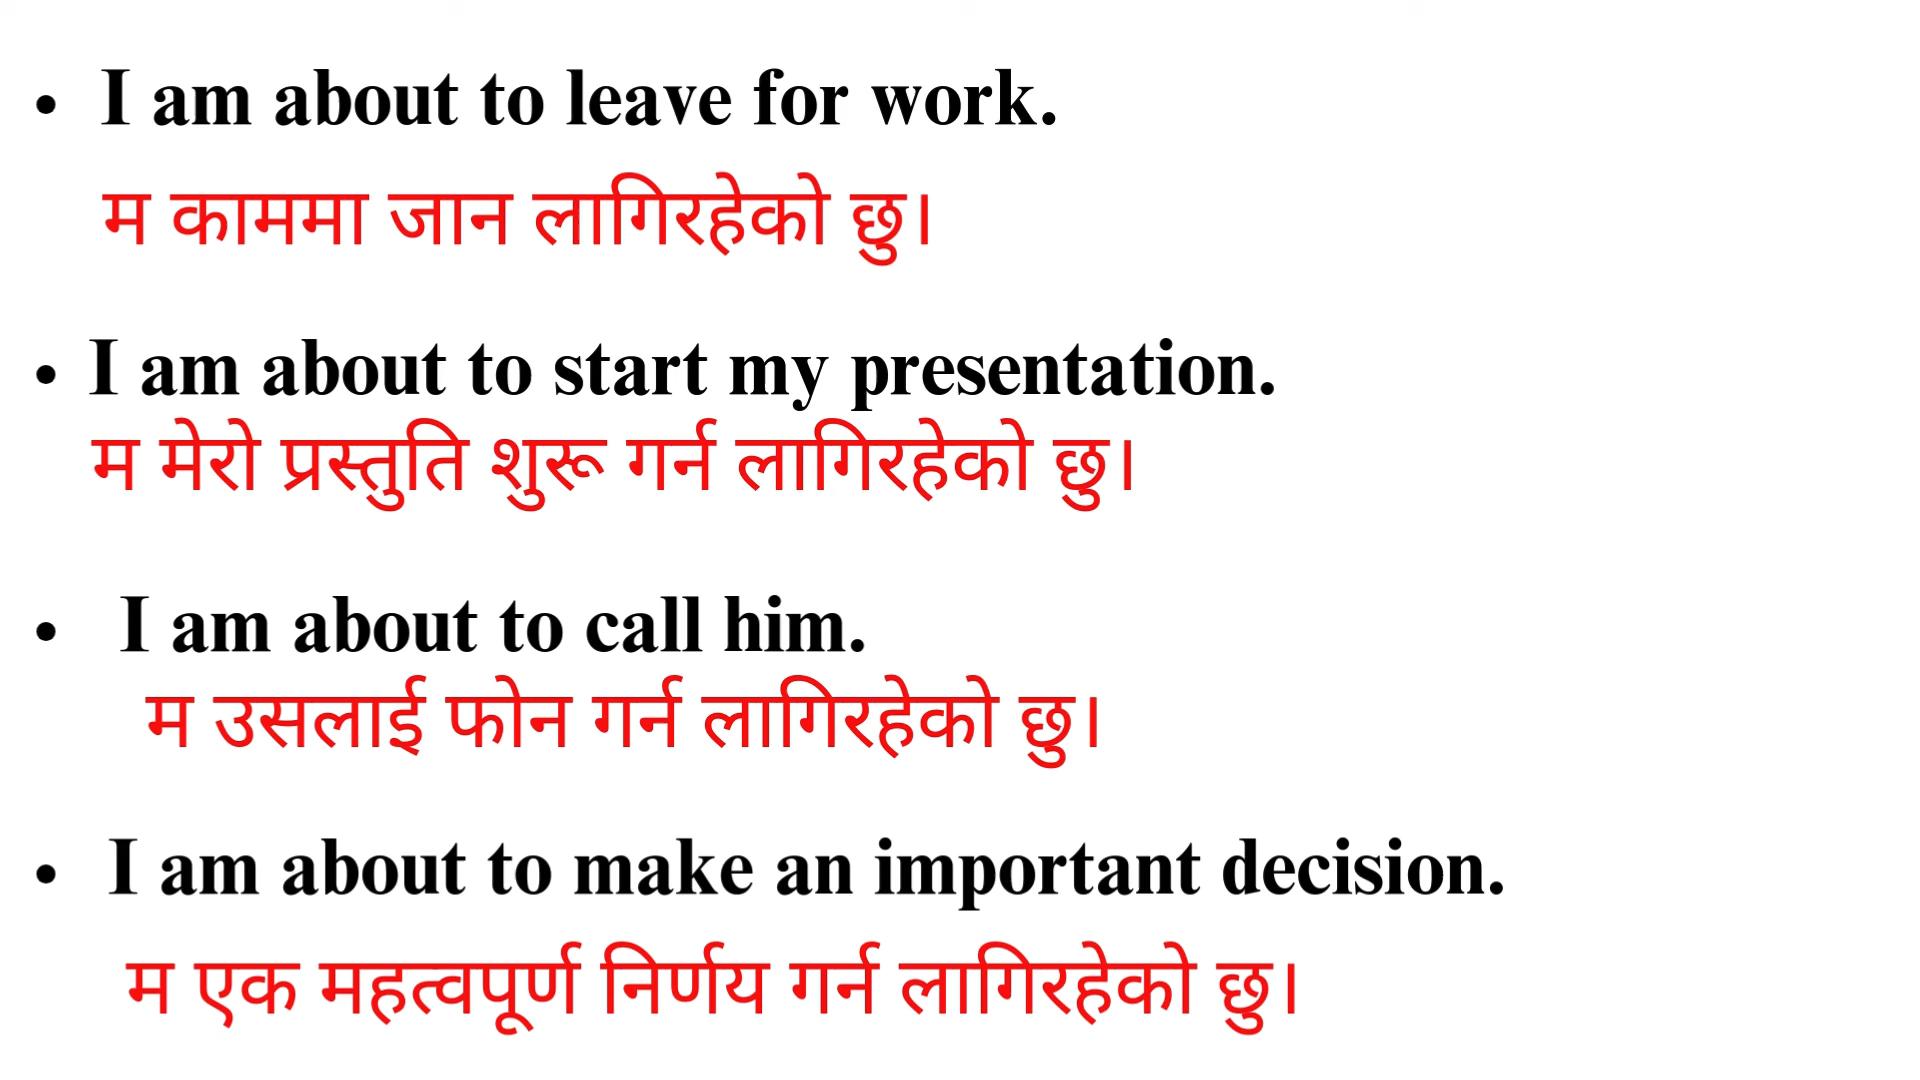 • I am about to leave for work.
म काममा जान लागिरहेको छु।
• I am about to start my presentation.
म मेरो प्रस्तुति शुरू गर्न लागिरहेको छु।
• I am about to call him.
म उसलाई फोन गर्न लागिरहेको छु।
• I am about to make an important decision.
म एक महत्वपूर्ण निर्णय गर्न लागिरहेको छु।